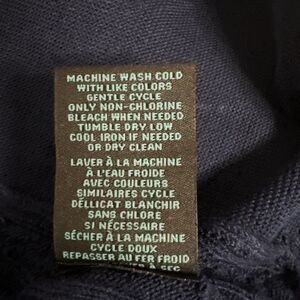 MACHINE WASH COLD
WITH LIKE COLORS
GENTLE CYCLE
ONLY NON-CHLORINE
BLEACH WHEN NEEDED
TUMBLE DRY LOW
COOL IRON IF NEEDED
OR DRY CLEAN
LAVER À LA MACHINE
À L'EAU FROIDE
AVEC COULEURS
SIMILAIRES CYCLE
DÉLLICAT BLANCHIR
SANS CHLORE
SI NÉCESSAIRE
SÉCHER À LA MACHINE
CYCLE DOUX
REPASSER AU FER FROID
À SEC